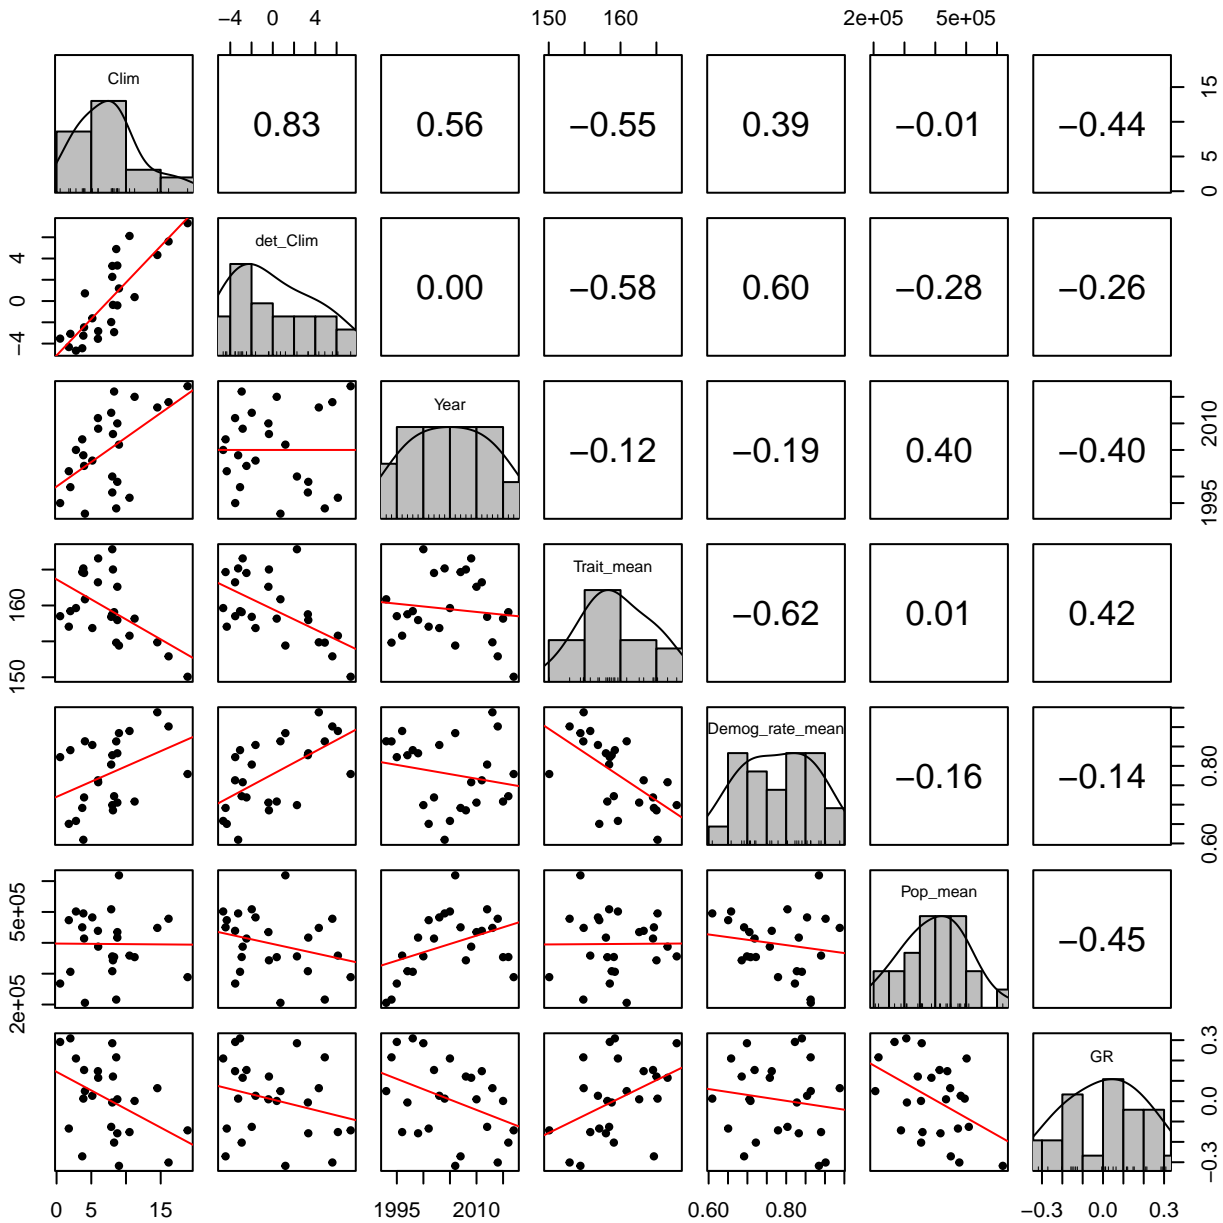 −4 0 4 150 160 2e+05 5e+05
Clim 0.83 0.56 −0.55 0.39 −0.01 −0.44 0 5 15
−4 0 4 det_Clim 0.00 −0.58 0.60 −0.28 −0.26
Year −0.12 −0.19 0.40 −0.40 1995 2010
150 160 Trait_mean −0.62 0.01 0.42
Demog_rate_mean −0.16 −0.14 0.60 0.80
2e+05 5e+05 Pop_mean −0.45
GR −0.3 0.0 0.3
0 5 15 1995 2010 0.60 0.80 −0.3 0.0 0.3